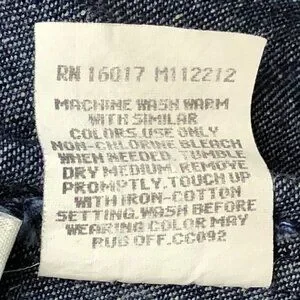 RN 16017 M112212
MACHINE WASH WARM
WITH SIMILAR
COLORS.USE ONLY
NON-CHLORINE BLEACH
WHEN NEEDED. TUMBLE
DRY MEDIUM. REMOVE
PROMPTLY.TOUCH UP
WITH IRON-COTTON
SETTING.WASH BEFORE
WEARING COLOR MAY
RUB OFF.CC092